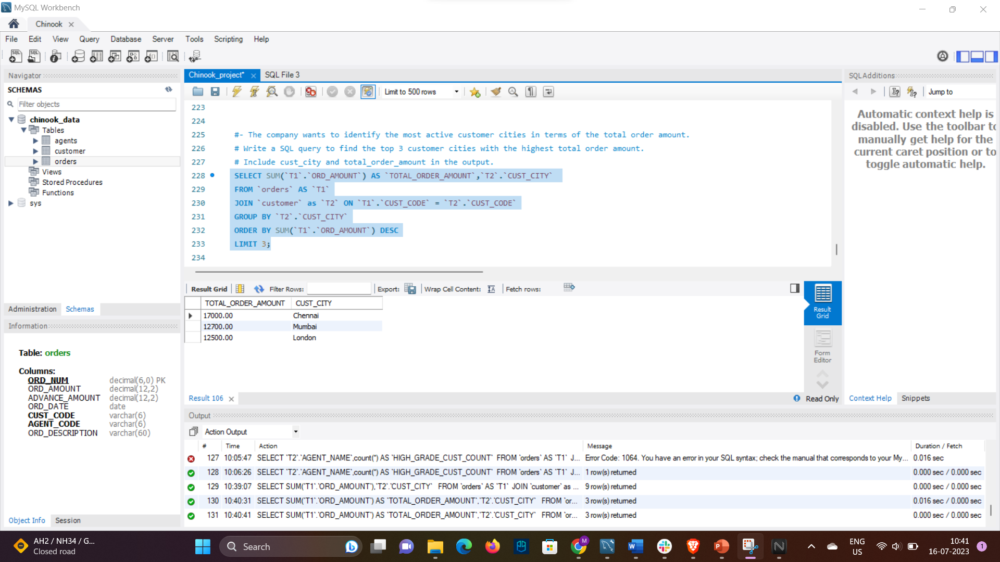 MySQL Workbench
Chinook
File Edit View Query Database Server Tools Scripting Help
Navigator
SCHEMAS
Filter objects
chinook_data
Tables
agents
customer
orders
Views
Stored Procedures
Functions
sys
Administration Schemas
Information
Table: orders
Columns:
ORD_NUM decimal(6,0) PK
ORD_AMOUNT decimal(12,2)
ADVANCE_AMOUNT decimal(12,2)
ORD_DATE date
CUST_CODE varchar(6)
AGENT_CODE varchar(6)
ORD_DESCRIPTION varchar(60)
Object Info Session
Chinook_project* SQL File 3
Limit to 500 rows
223
224
225 #- The company wants to identify the most active customer cities in terms of the total order amount.
226 # Write a SQL query to find the top 3 customer cities with the highest total order amount.
227 # Include cust_city and total_order_amount in the output.
228 SELECT SUM(`T1`.`ORD_AMOUNT`) AS `TOTAL_ORDER_AMOUNT`,`T2`.`CUST_CITY`
229 FROM `orders` AS `T1`
230 JOIN `customer` as `T2` ON `T1`.`CUST_CODE` = `T2`.`CUST_CODE`
231 GROUP BY `T2`.`CUST_CITY`
232 ORDER BY SUM(`T1`.`ORD_AMOUNT`) DESC
233 LIMIT 3;
234
Result Grid Filter Rows: Export: Wrap Cell Content: Fetch rows:
TOTAL_ORDER_AMOUNT CUST_CITY
17000.00 Chennai
12700.00 Mumbai
12500.00 London
Result
Grid
Form
Editor
Result 106 Read Only
SQLAdditions
Jump to
Automatic context help is
disabled. Use the toolbar to
manually get help for the
current caret position or to
toggle automatic help.
Context Help Snippets
Output
Action Output
# Time Action Message Duration / Fetch
127 10:05:47 SELECT `T2`.`AGENT_NAME`,count(*) AS `HIGH_GRADE_CUST_COUNT` FROM `orders` AS `T1` J... Error Code: 1064. You have an error in your SQL syntax; check the manual that corresponds to your My... 0.016 sec
128 10:06:26 SELECT `T2`.`AGENT_NAME`,count(*) AS `HIGH_GRADE_CUST_COUNT` FROM `orders` AS `T1` J... 1 row(s) returned 0.000 sec / 0.000 sec
129 10:39:07 SELECT SUM(`T1`.`ORD_AMOUNT`),`T2`.`CUST_CITY` FROM `orders` AS `T1` JOIN `customer` as ... 9 row(s) returned 0.000 sec / 0.000 sec
130 10:40:31 SELECT SUM(`T1`.`ORD_AMOUNT`) AS `TOTAL_ORDER_AMOUNT`,`T2`.`CUST_CITY` FROM `or... 3 row(s) returned 0.016 sec / 0.000 sec
131 10:40:41 SELECT SUM(`T1`.`ORD_AMOUNT`) AS `TOTAL_ORDER_AMOUNT`,`T2`.`CUST_CITY` FROM `or... 3 row(s) returned 0.000 sec / 0.000 sec
AH2 / NH34 / G...
Closed road
Search
ENG
US
10:41
16-07-2023
1